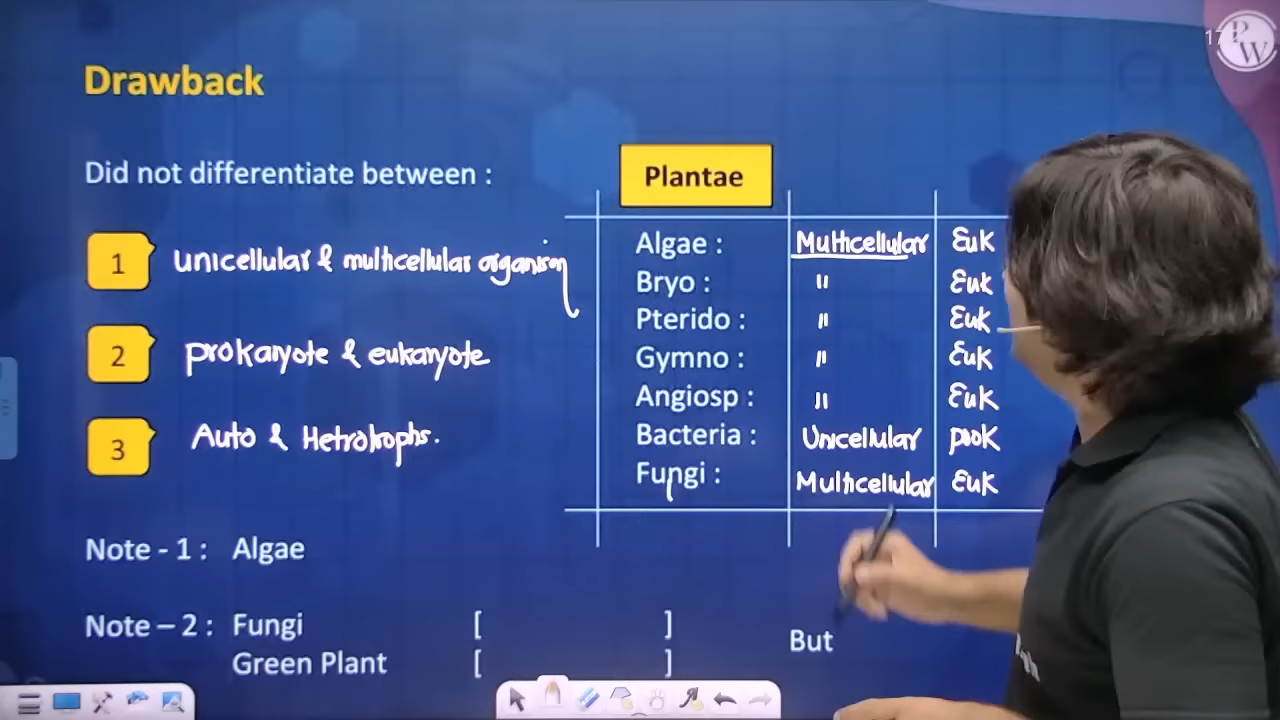 Drawback
Did not differentiate between :
1 unicellular & multicellular organism
2 prokaryote & eukaryote
3 Auto & Hetrotrophs.
Note - 1 : Algae
Note – 2 : Fungi [ ]
Green Plant [ ] But
Plantae
Algae : Multicellular Euk
Bryo : " Euk
Pterido : " Euk
Gymno : " Euk
Angiosp : " Euk
Bacteria : Unicellular prok
Fungi : Multicellular Euk
PW